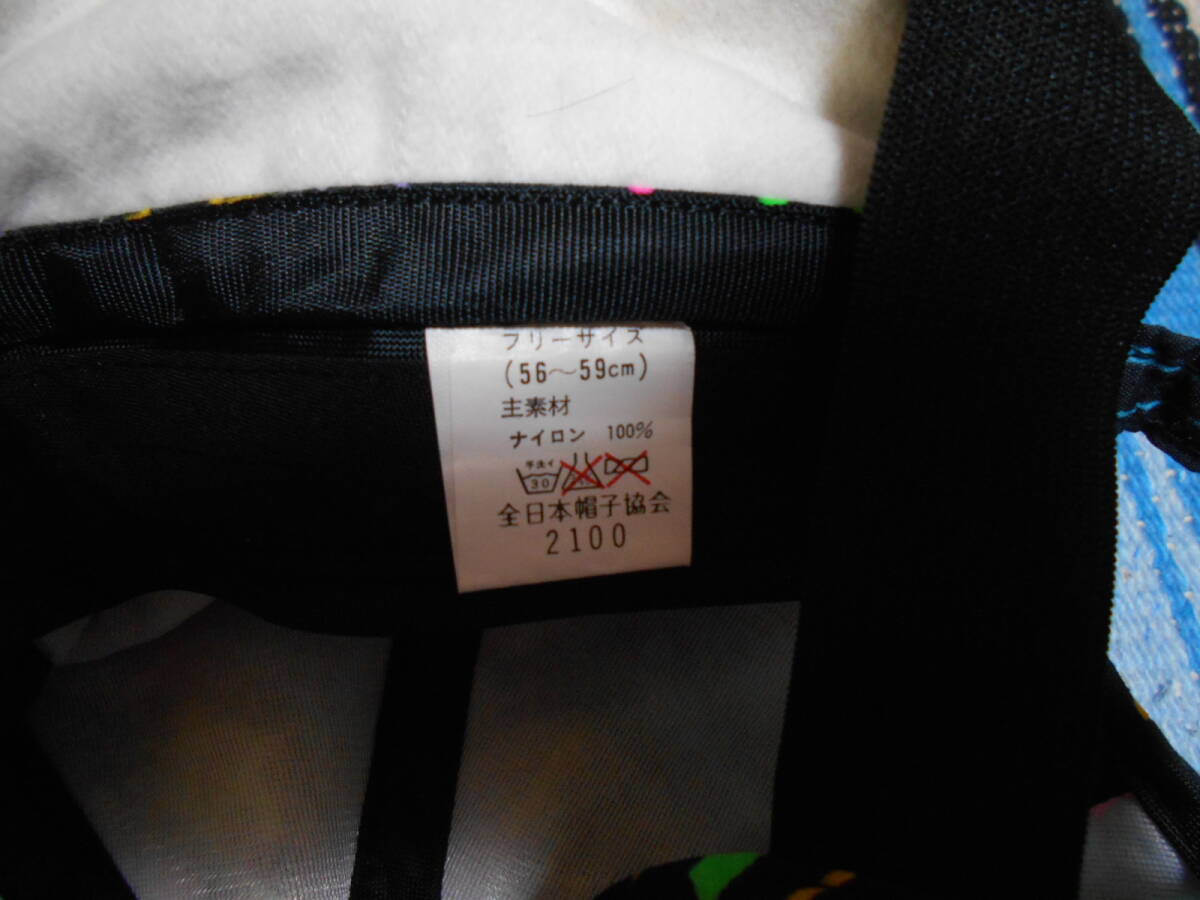 フリーサイズ
(56〜59cm)
主素材
ナイロン 100%
手洗イ
30
全日本帽子協会
2100